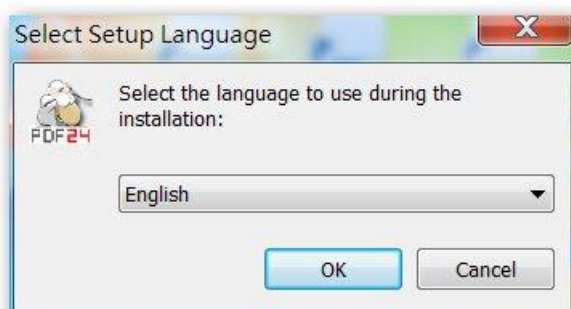 Select Setup Language
X
PDF24
Select the language to use during the
installation:
English
OK
Cancel